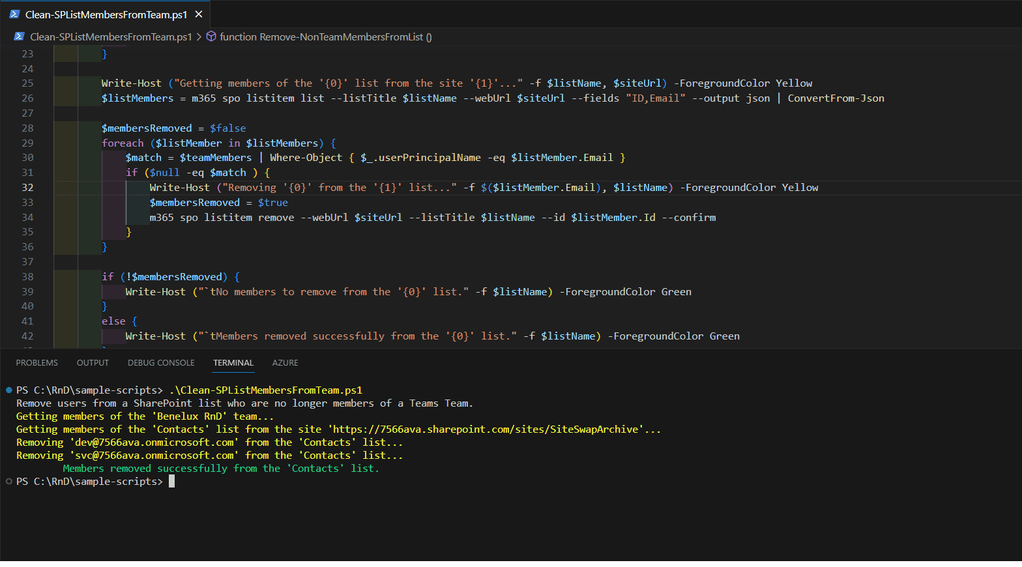 Clean-SPListMembersFromTeam.ps1
Clean-SPListMembersFromTeam.ps1 > function Remove-NonTeamMembersFromList ()
23 }
24
25 Write-Host ("Getting members of the '{0}' list from the site '{1}'..." -f $listName, $siteUrl) -ForegroundColor Yellow
26 $listMembers = m365 spo listitem list --listTitle $listName --webUrl $siteUrl --fields "ID,Email" --output json | ConvertFrom-Json
27
28 $membersRemoved = $false
29 foreach ($listMember in $listMembers) {
30 $match = $teamMembers | Where-Object { $_.userPrincipalName -eq $listMember.Email }
31 if ($null -eq $match ) {
32 Write-Host ("Removing '{0}' from the '{1}' list..." -f $($listMember.Email), $listName) -ForegroundColor Yellow
33 $membersRemoved = $true
34 m365 spo listitem remove --webUrl $siteUrl --listTitle $listName --id $listMember.Id --confirm
35 }
36 }
37
38 if (!$membersRemoved) {
39 Write-Host ("`tNo members to remove from the '{0}' list." -f $listName) -ForegroundColor Green
40 }
41 else {
42 Write-Host ("`tMembers removed successfully from the '{0}' list." -f $listName) -ForegroundColor Green
PROBLEMS OUTPUT DEBUG CONSOLE TERMINAL AZURE
PS C:\RnD\sample-scripts> .\Clean-SPListMembersFromTeam.ps1
Remove users from a SharePoint list who are no longer members of a Teams Team.
Getting members of the 'Benelux RnD' team...
Getting members of the 'Contacts' list from the site 'https://7566ava.sharepoint.com/sites/SiteSwapArchive'...
Removing 'dev@7566ava.onmicrosoft.com' from the 'Contacts' list...
Removing 'svc@7566ava.onmicrosoft.com' from the 'Contacts' list...
Members removed successfully from the 'Contacts' list.
PS C:\RnD\sample-scripts>